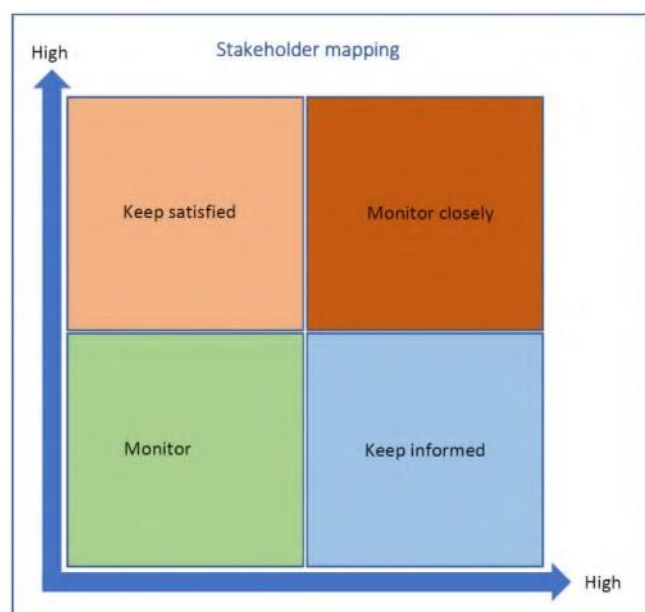 Stakeholder mapping
High
Keep satisfied
Monitor closely
Monitor
Keep informed
High